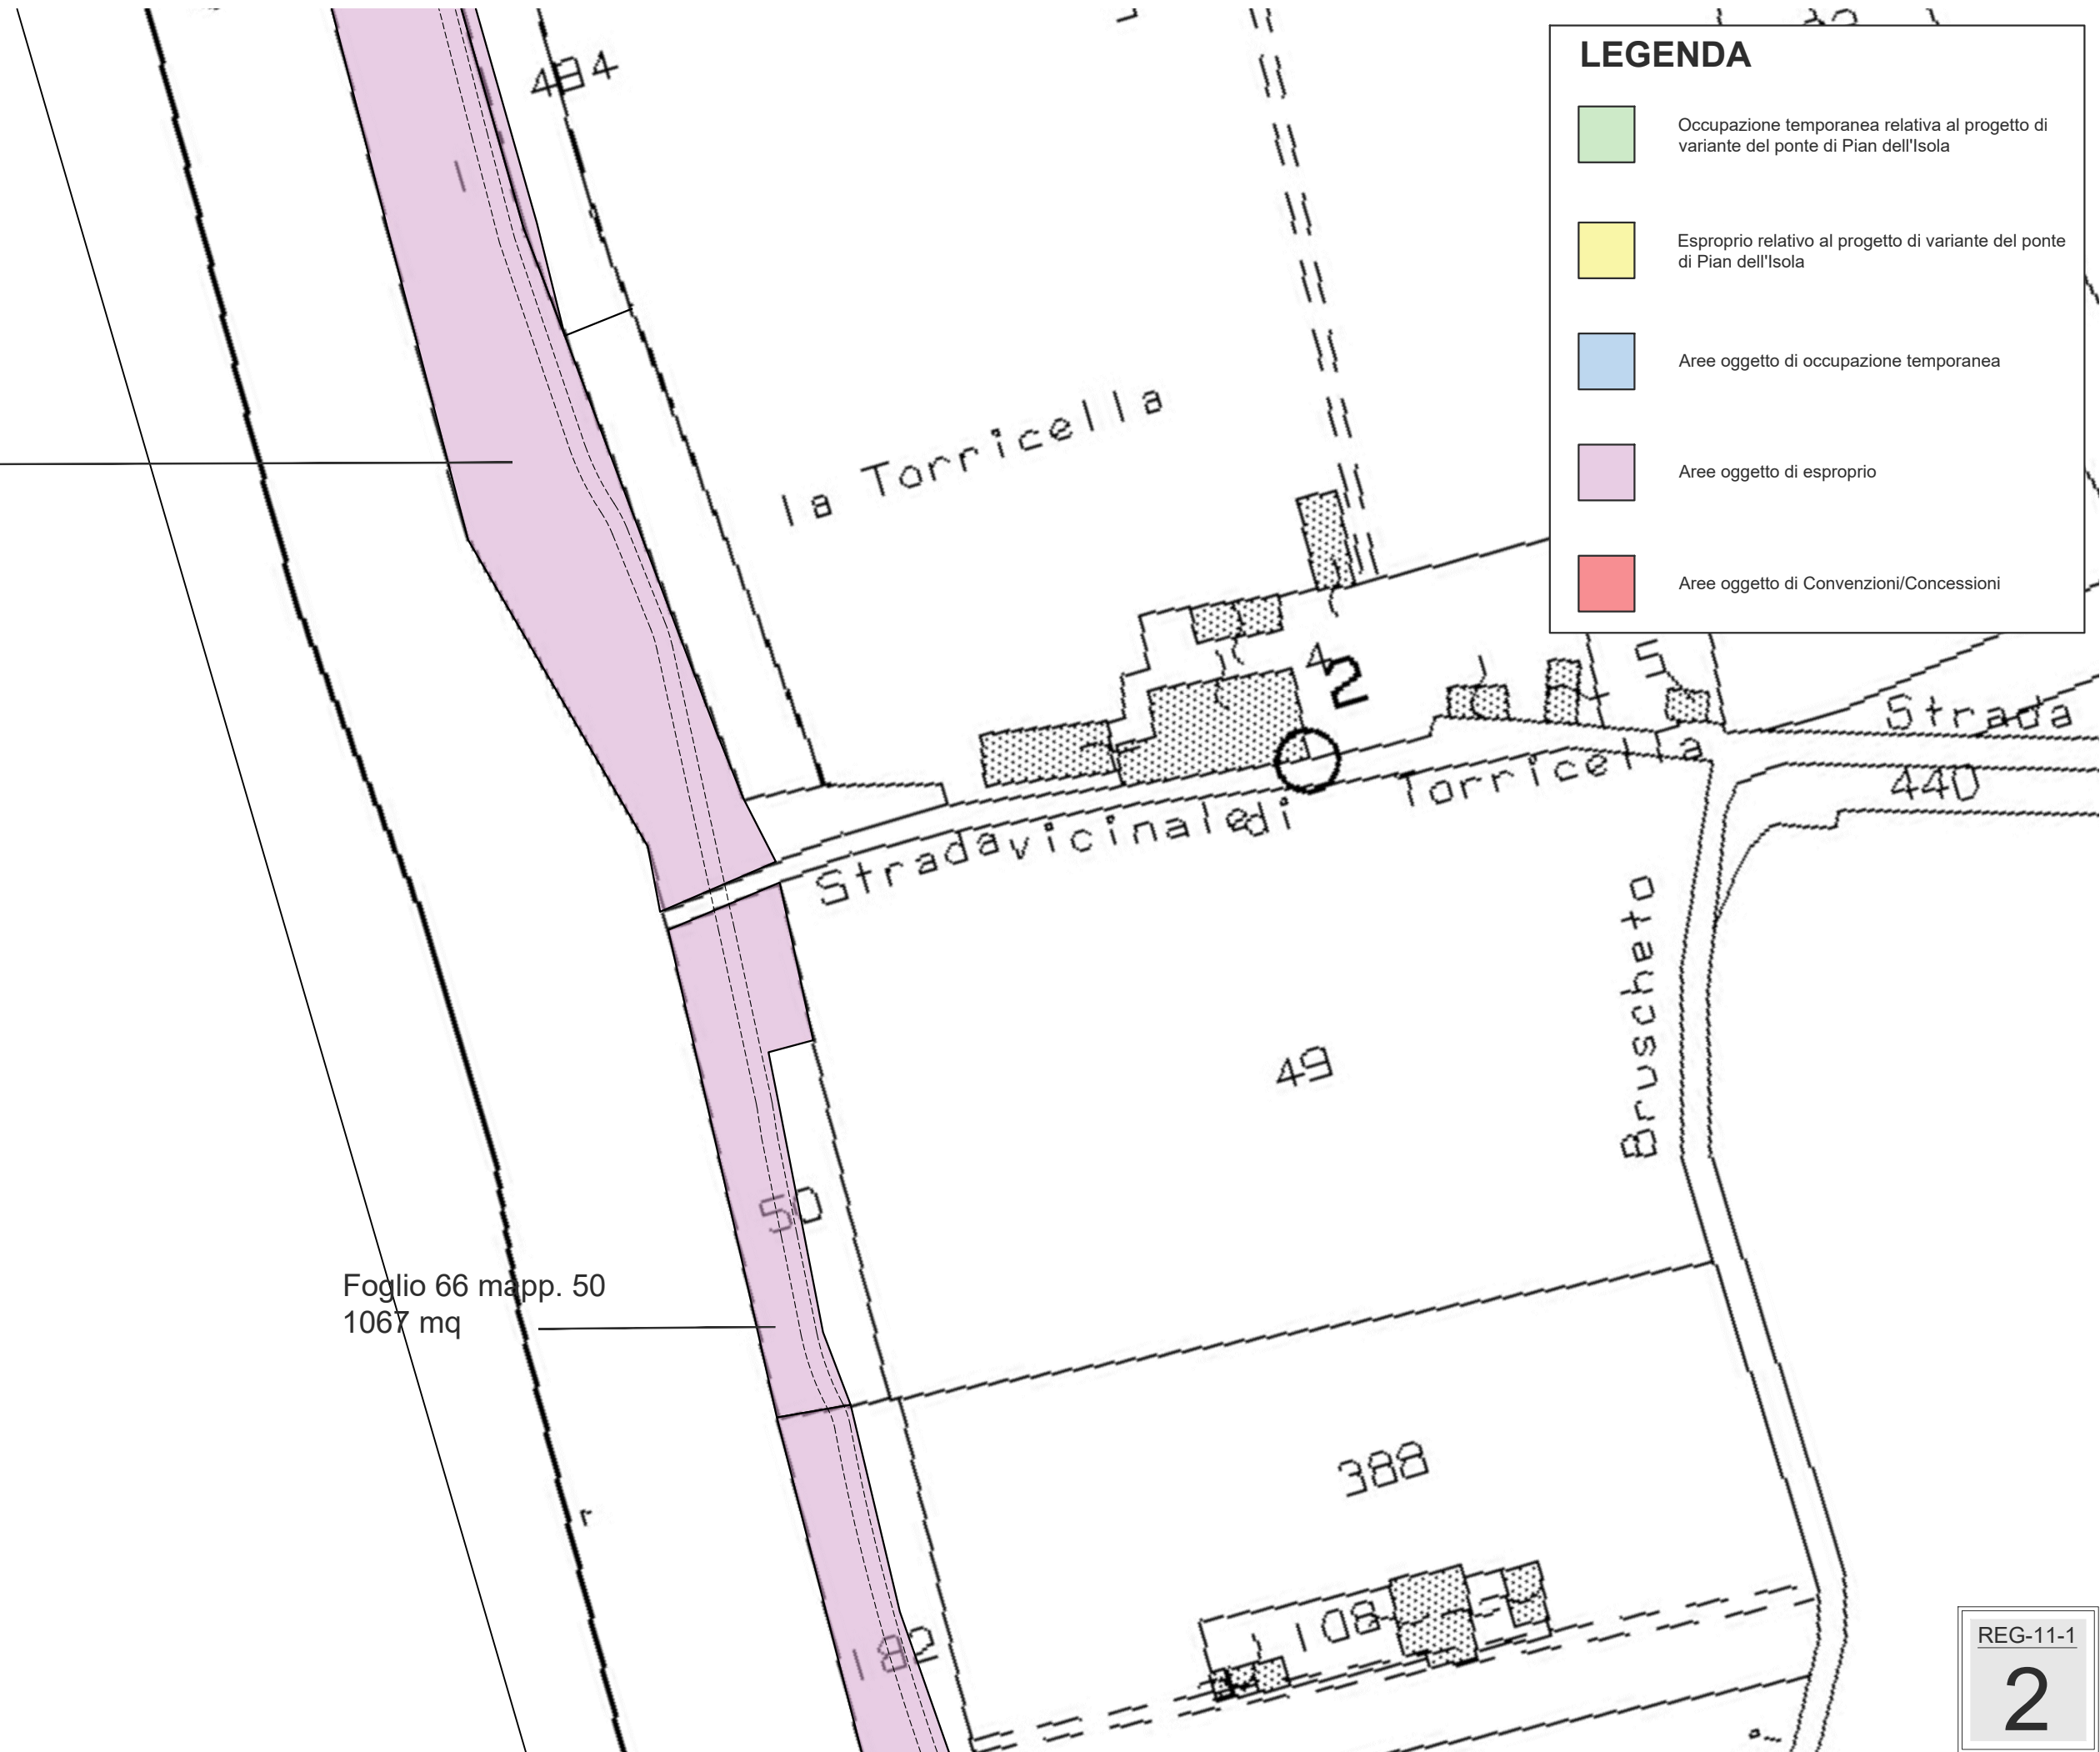 LEGENDA
Occupazione temporanea relativa al progetto di
variante del ponte di Pian dell'Isola
Esproprio relativo al progetto di variante del ponte
di Pian dell'Isola
Aree oggetto di occupazione temporanea
Aree oggetto di esproprio
Aree oggetto di Convenzioni/Concessioni
la Torricella
4
2
Strada
440
Strada vicinale di Torricella
Bruscheto
49
50
Foglio 66 mapp. 50
1067 mq
388
r
108
182
REG-11-1
2